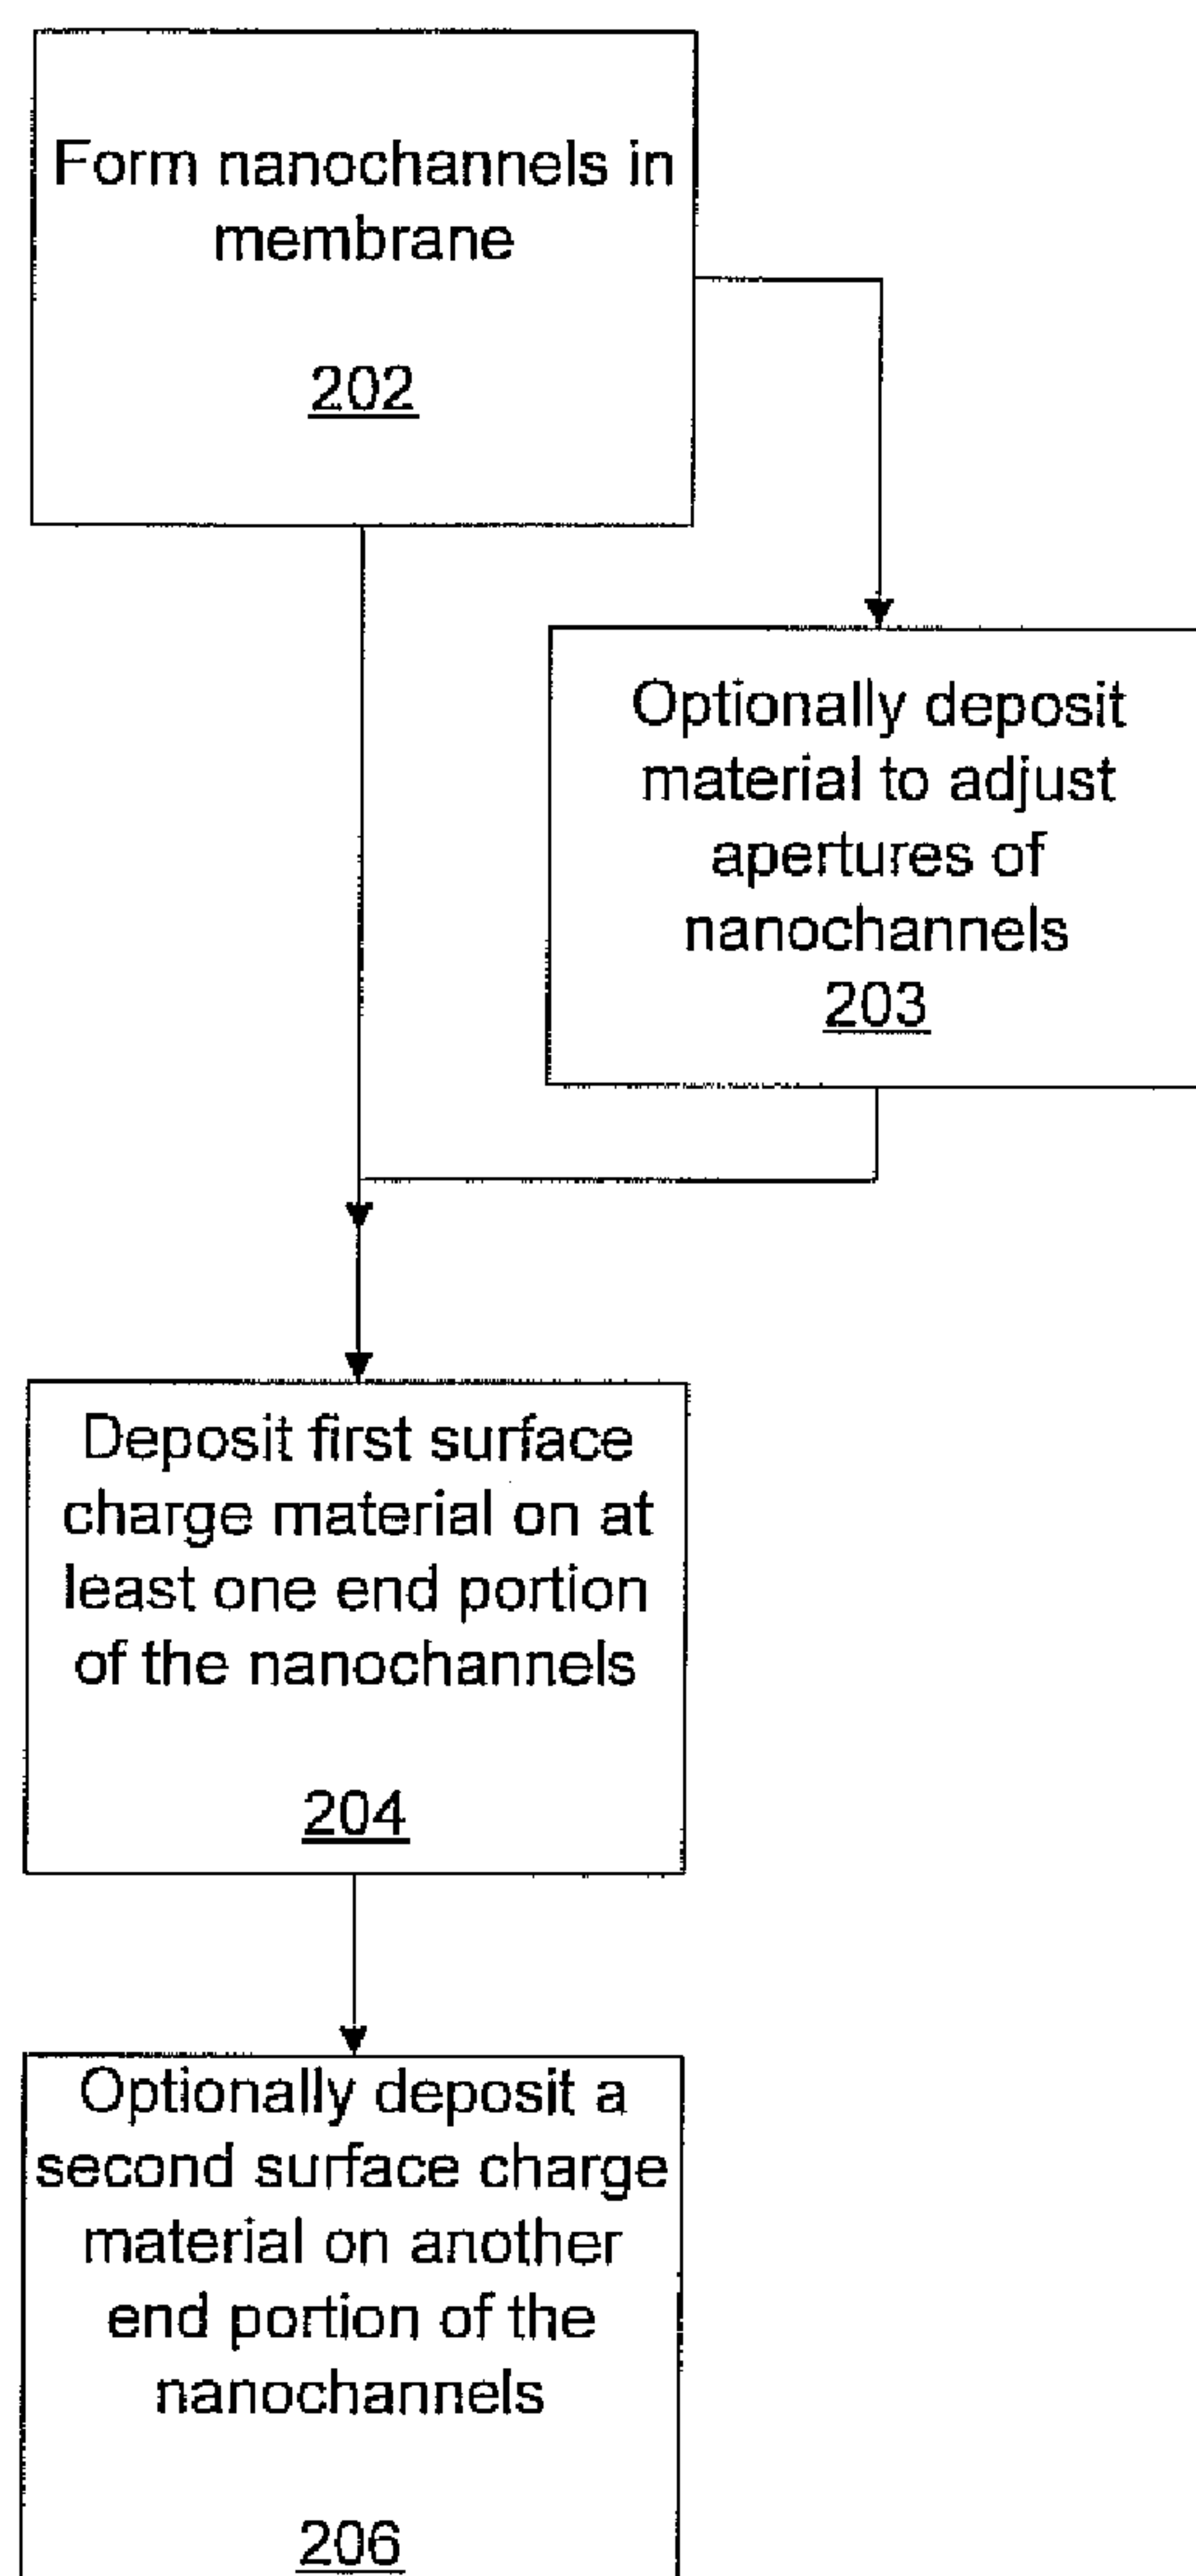 Form nanochannels in
membrane
202
Optionally deposit
material to adjust
apertures of
nanochannels
203
Deposit first surface
charge material on at
least one end portion
of the nanochannels
204
Optionally deposit a
second surface charge
material on another
end portion of the
nanochannels
206